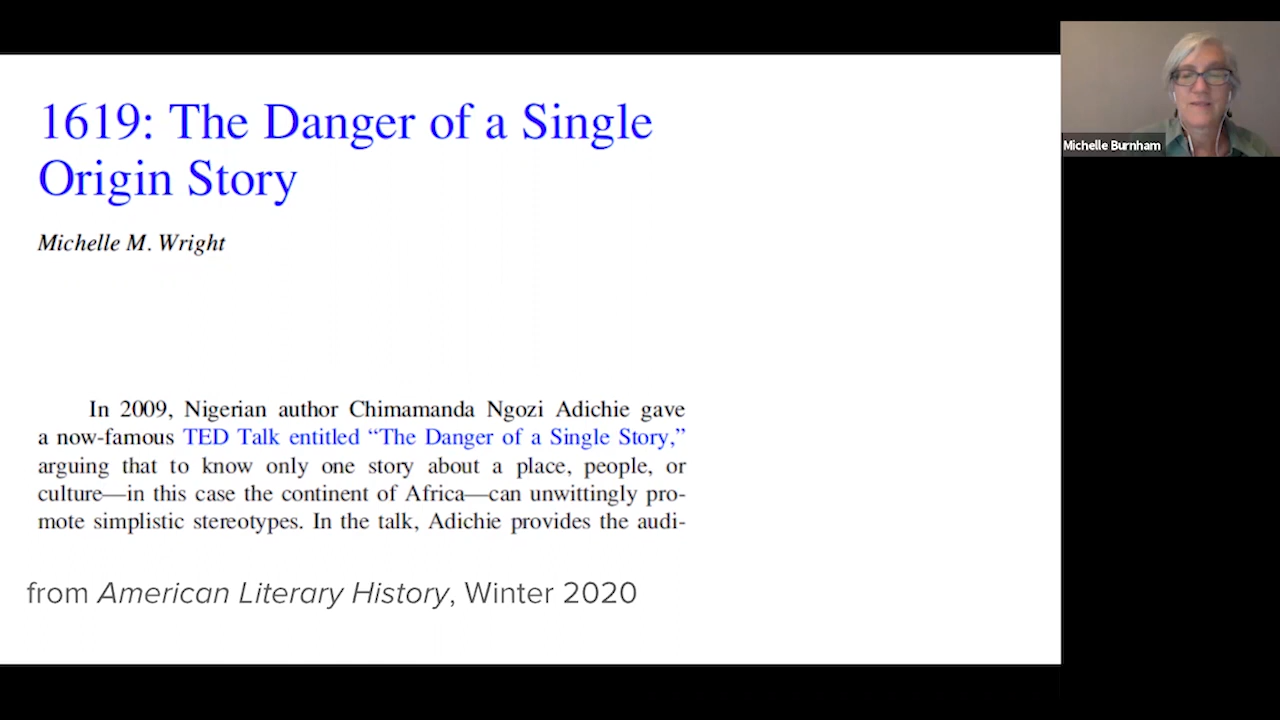 1619: The Danger of a Single
Origin Story
Michelle M. Wright
In 2009, Nigerian author Chimamanda Ngozi Adichie gave
a now-famous TED Talk entitled “The Danger of a Single Story,”
arguing that to know only one story about a place, people, or
culture—in this case the continent of Africa—can unwittingly pro-
mote simplistic stereotypes. In the talk, Adichie provides the audi-
from American Literary History, Winter 2020
Michelle Burnham